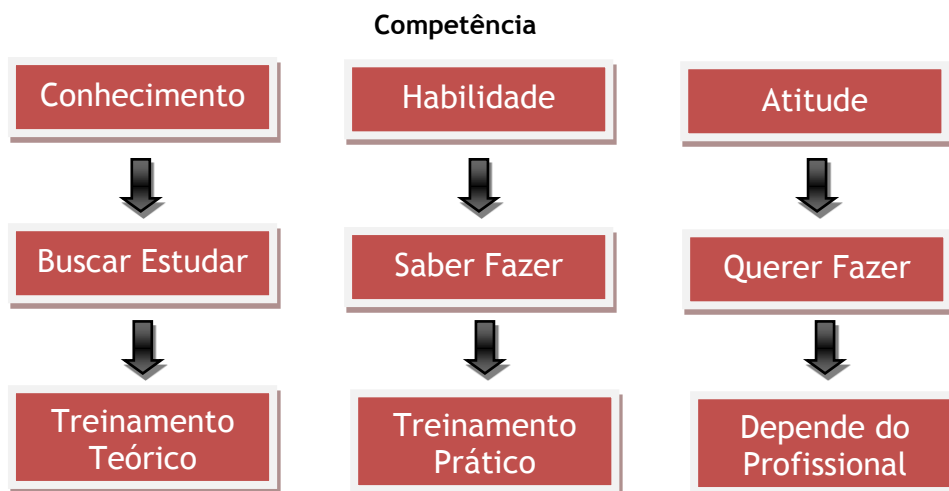 Competência
Conhecimento
Habilidade
Atitude
Buscar Estudar
Saber Fazer
Querer Fazer
Treinamento
Teórico
Treinamento
Prático
Depende do
Profissional